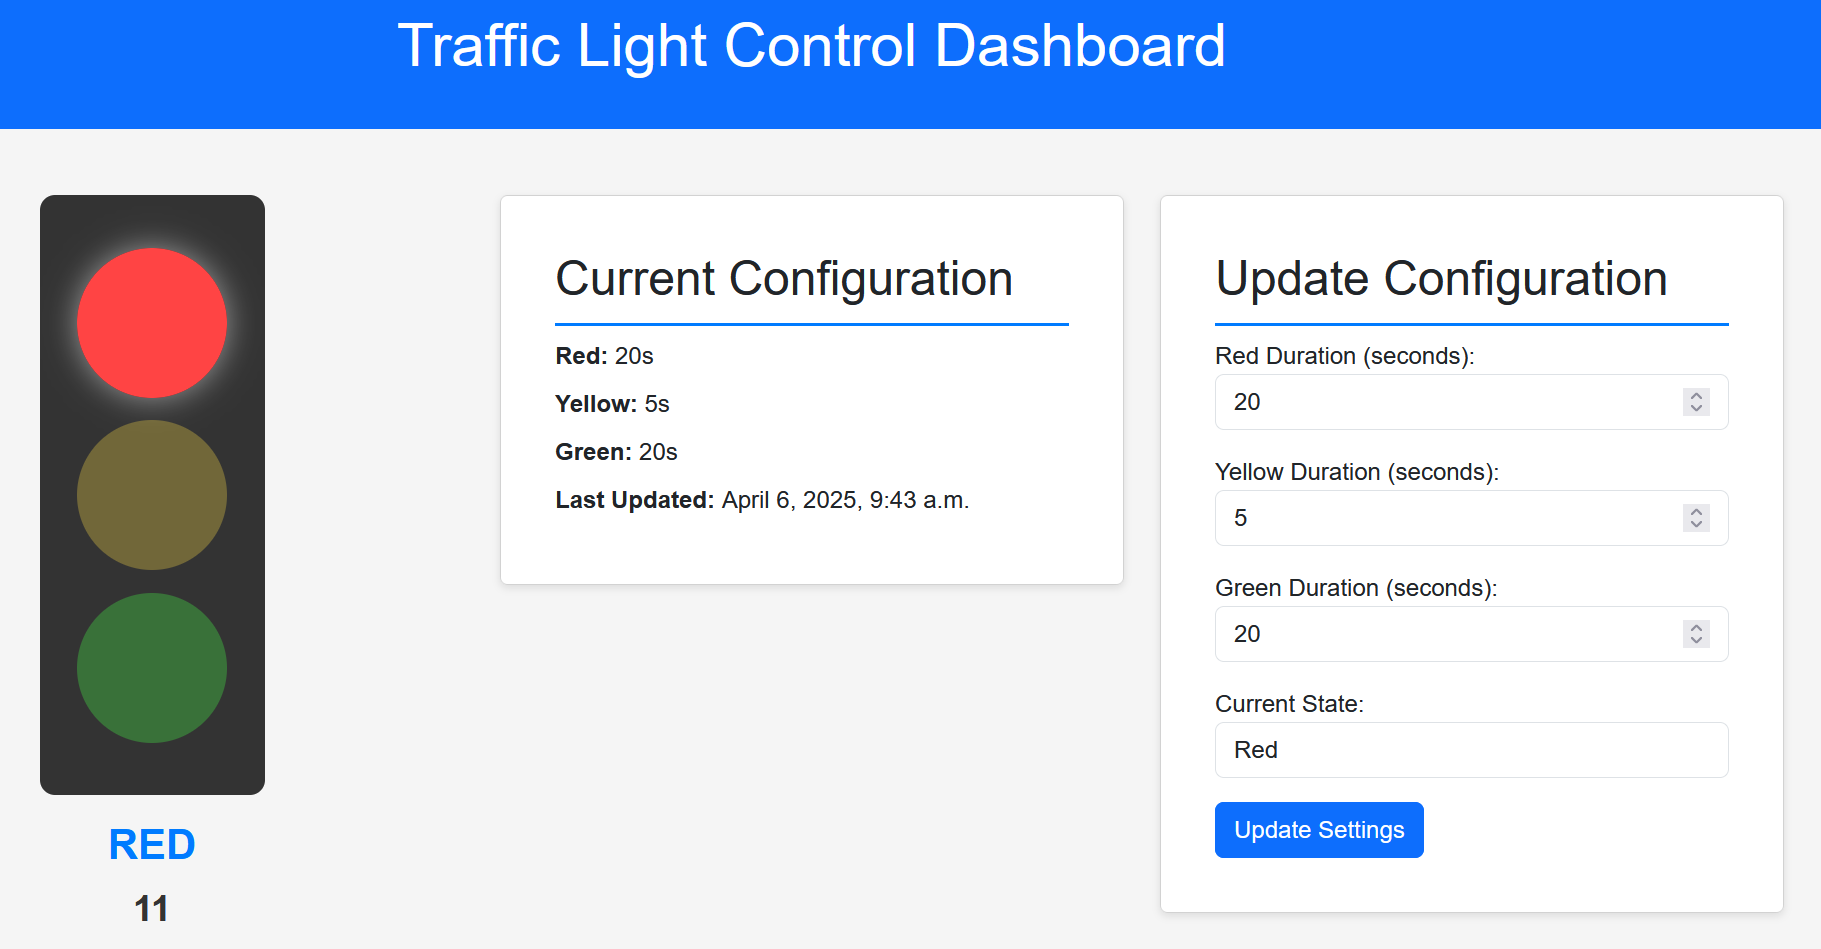 Traffic Light Control Dashboard
RED
11
Current Configuration
Red: 20s
Yellow: 5s
Green: 20s
Last Updated: April 6, 2025, 9:43 a.m.
Update Configuration
Red Duration (seconds):
20
Yellow Duration (seconds):
5
Green Duration (seconds):
20
Current State:
Red
Update Settings